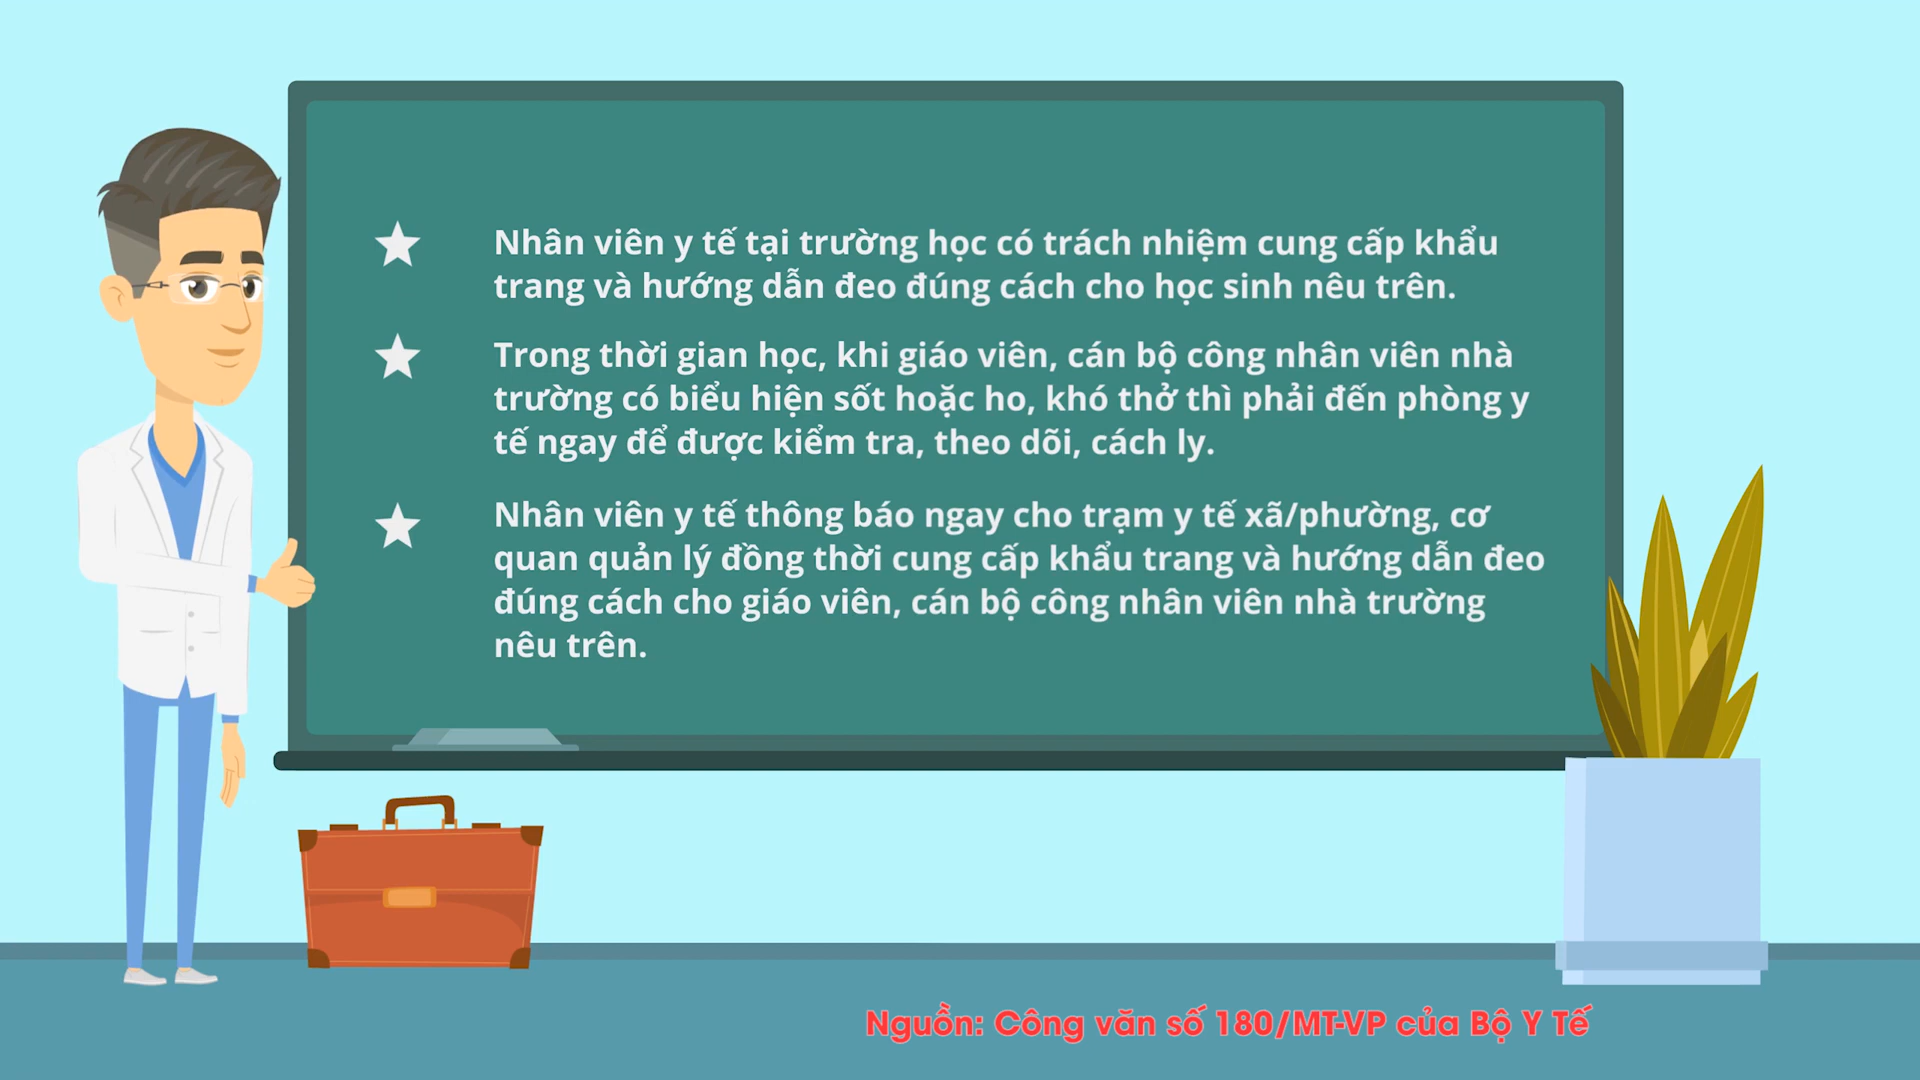 Nhân viên y tế tại trường học có trách nhiệm cung cấp khẩu
trang và hướng dẫn đeo đúng cách cho học sinh nêu trên.
Trong thời gian học, khi giáo viên, cán bộ công nhân viên nhà
trường có biểu hiện sốt hoặc ho, khó thở thì phải đến phòng y
tế ngay để được kiểm tra, theo dõi, cách ly.
Nhân viên y tế thông báo ngay cho trạm y tế xã/phường, cơ
quan quản lý đồng thời cung cấp khẩu trang và hướng dẫn đeo
đúng cách cho giáo viên, cán bộ công nhân viên nhà trường
nêu trên.
Nguồn: Công văn số 180/MT-VP của Bộ Y Tế